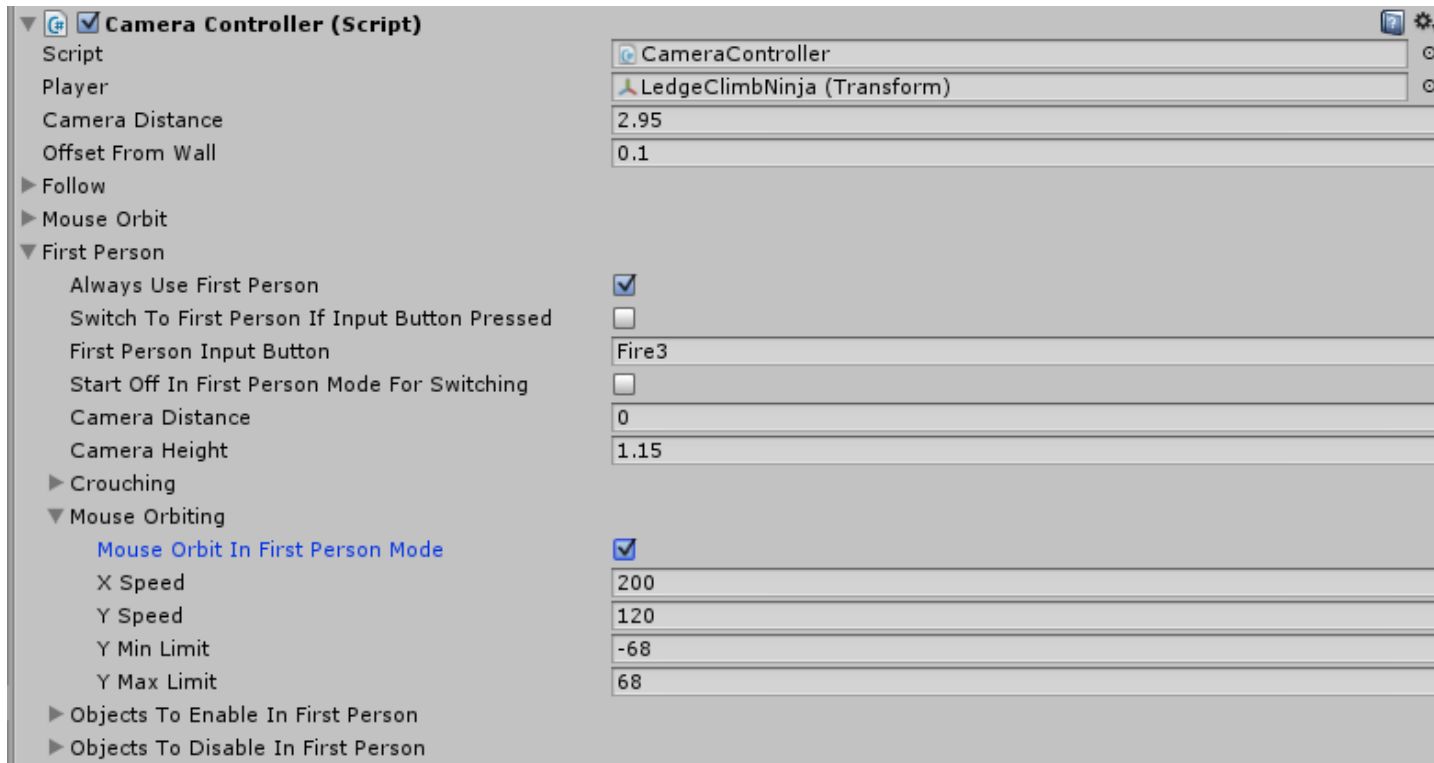 Camera Controller (Script)
Script CameraController
Player LedgeClimbNinja (Transform)
Camera Distance 2.95
Offset From Wall 0.1
Follow
Mouse Orbit
First Person
Always Use First Person
Switch To First Person If Input Button Pressed
First Person Input Button Fire3
Start Off In First Person Mode For Switching
Camera Distance 0
Camera Height 1.15
Crouching
Mouse Orbiting
Mouse Orbit In First Person Mode
X Speed 200
Y Speed 120
Y Min Limit -68
Y Max Limit 68
Objects To Enable In First Person
Objects To Disable In First Person